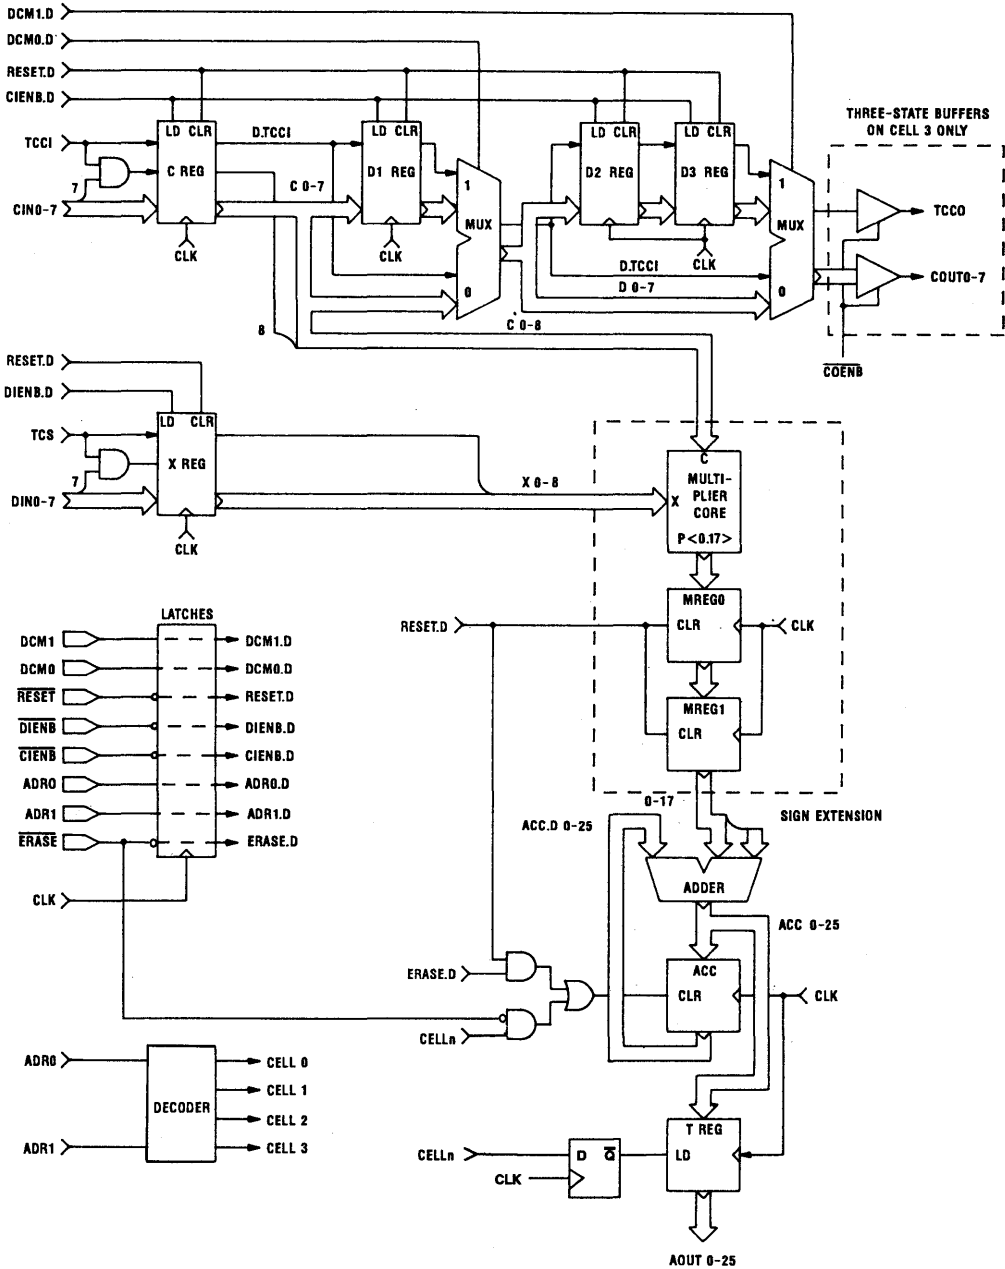 DCM1.D
DCM0.D
RESET.D
CIENB.D
THREE-STATE BUFFERS
ON CELL 3 ONLY
LD CLR
D.TCCI
LD CLR
LD CLR
LD CLR
TCCI
C REG
D1 REG
D2 REG
D3 REG
7
1
1
C 0-7
CIN0-7
TCCO
MUX
MUX
CLK
CLK
CLK
D.TCCI
D 0-7
COUT0-7
0
0
8
C 0-8
COENB
RESET.D
DIENB.D
LD CLR
TCS
X REG
7
X 0-8
DIN0-7
CLK
C
MULTI-
PLIER
CORE
X
P<0.17>
LATCHES
MREG0
CLR
RESET.D
CLK
DCM1
DCM1.D
DCM0
DCM0.D
RESET
RESET.D
DIENB
DIENB.D
CIENB
CIENB.D
ADR0
ADR0.D
ADR1
ADR1.D
ERASE
ERASE.D
CLK
MREG1
CLR
0-17
SIGN EXTENSION
ACC.D 0-25
ADDER
ACC 0-25
ACC
CLR
CLK
ERASE.D
CELLn
ADR0
ADR1
DECODER
CELL 0
CELL 1
CELL 2
CELL 3
T REG
LD
CELLn
CLK
D Q
AOUT 0-25